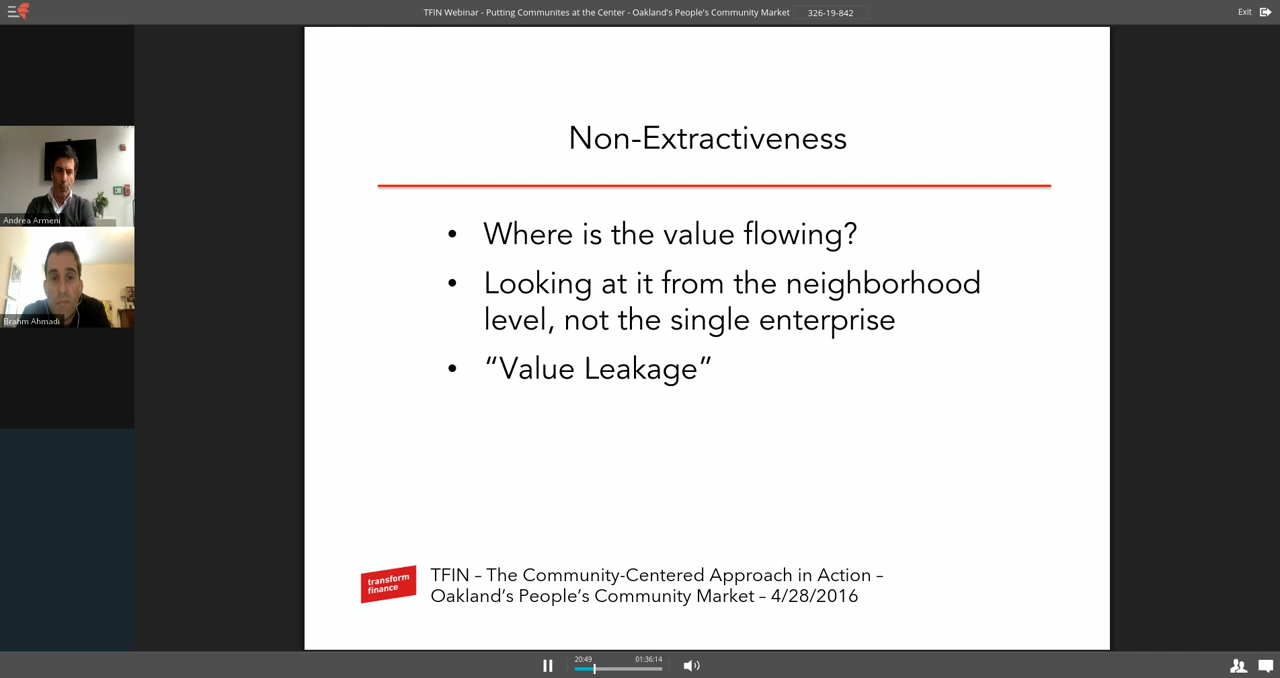 TFIN Webinar - Putting Communites at the Center - Oakland's People's Community Market 326-19-842
Exit
Andrea Armeni
Brahm Ahmadi
Non-Extractiveness
• Where is the value flowing?
• Looking at it from the neighborhood
level, not the single enterprise
• “Value Leakage”
transform
finance
TFIN – The Community-Centered Approach in Action –
Oakland’s People’s Community Market – 4/28/2016
20:49
01:36:14